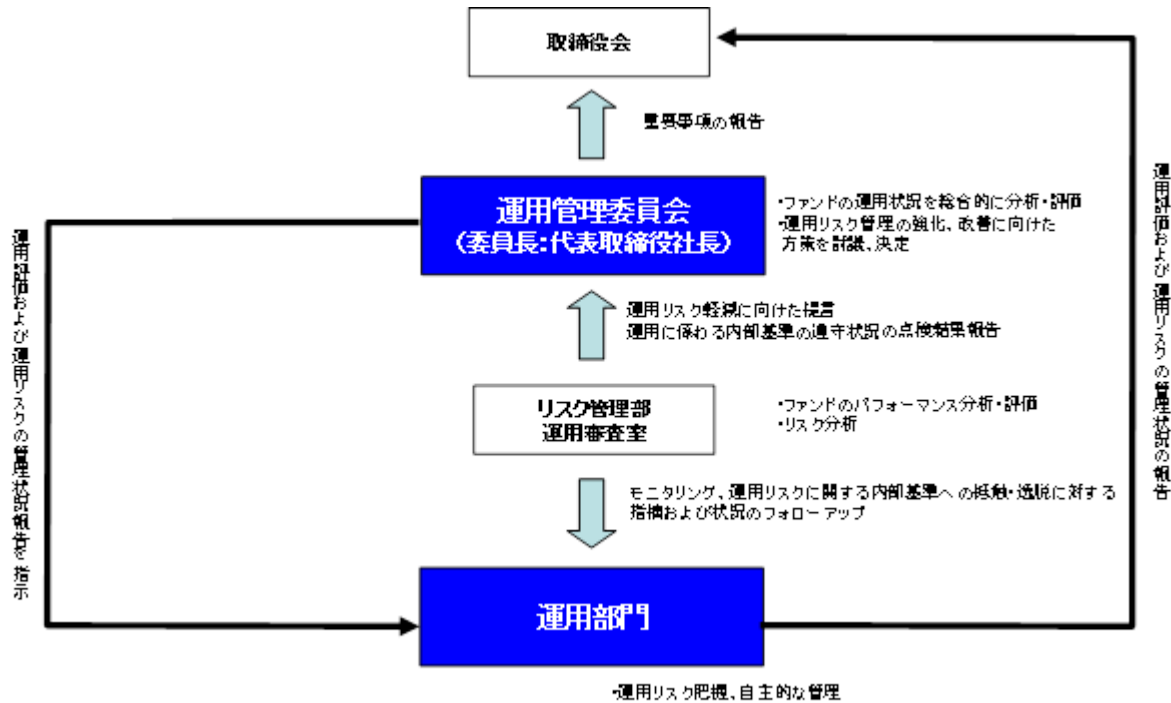 取締役会
重要事項の報告
運用管理委員会
（委員長：代表取締役社長）
・ファンドの運用状況を総合的に分析・評価
・運用リスク管理の強化、改善に向けた
方策を討議、決定
運用リスク軽減に向けた提言
運用に係わる内部基準の遵守状況の点検結果報告
リスク管理部
運用審査室
・ファンドのパフォーマンス分析・評価
・リスク分析
モニタリング、運用リスクに関する内部基準への抵触・逸脱に対する
指摘および状況のフォローアップ
運用部門
・運用リスク把握、自主的な管理
運用評価および運用リスクの管理状況報告を指示
運用評価および運用リスクの管理状況の報告